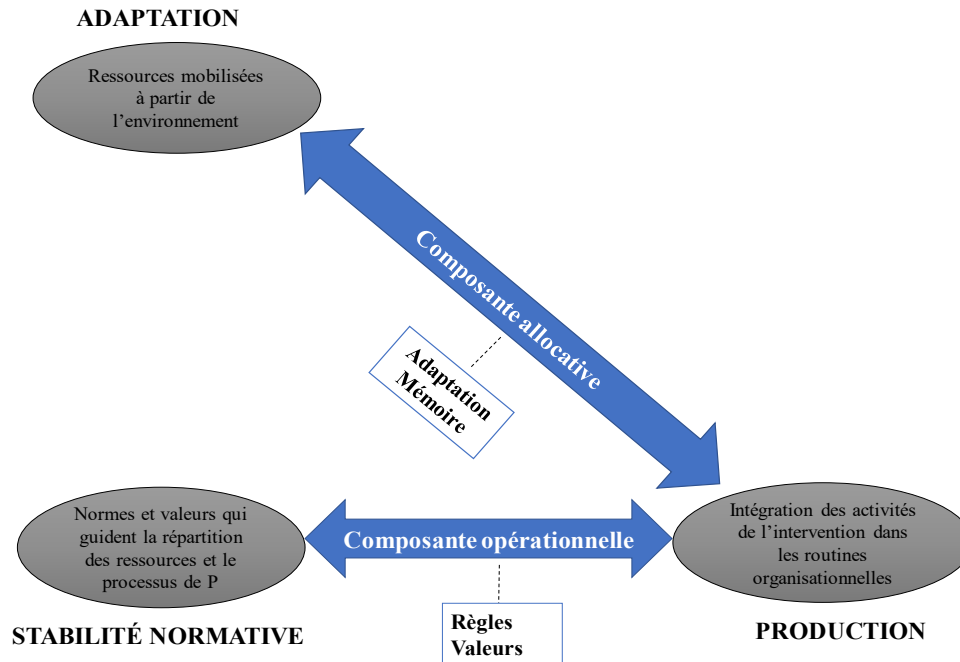 ADAPTATION
Ressources mobilisées
à partir de
l’environnement
Composante allocative
Adaptation
Mémoire
Normes et valeurs qui
guident la répartition
des ressources et le
processus de P
Composante opérationnelle
Intégration des activités
de l’intervention dans
les routines
organisationnelles
STABILITÉ NORMATIVE
Règles
Valeurs
PRODUCTION